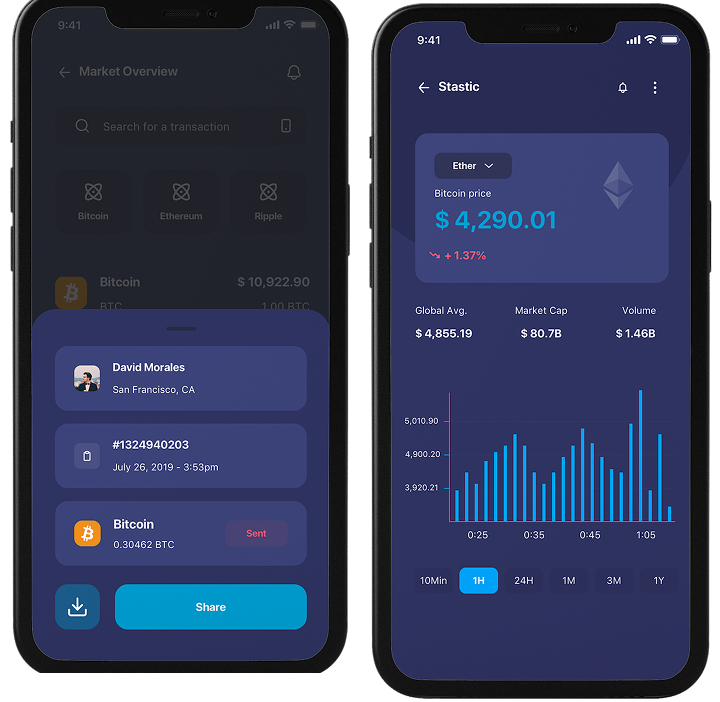 9:41
Market Overview
Search for a transaction
Bitcoin
Ethereum
Ripple
Bitcoin
$ 10,922.90
BTC
1.00 BTC
David Morales
San Francisco, CA
#1324940203
July 26, 2019 - 3:53pm
Bitcoin
0.30462 BTC
Sent
Share
9:41
Stastic
Ether
Bitcoin price
$ 4,290.01
+ 1.37%
Global Avg.
Market Cap
Volume
$ 4,855.19
$ 80.7B
$ 1.46B
5,010.90
4,900.20
3,920.21
0:25
0:35
0:45
1:05
10Min
1H
24H
1M
3M
1Y